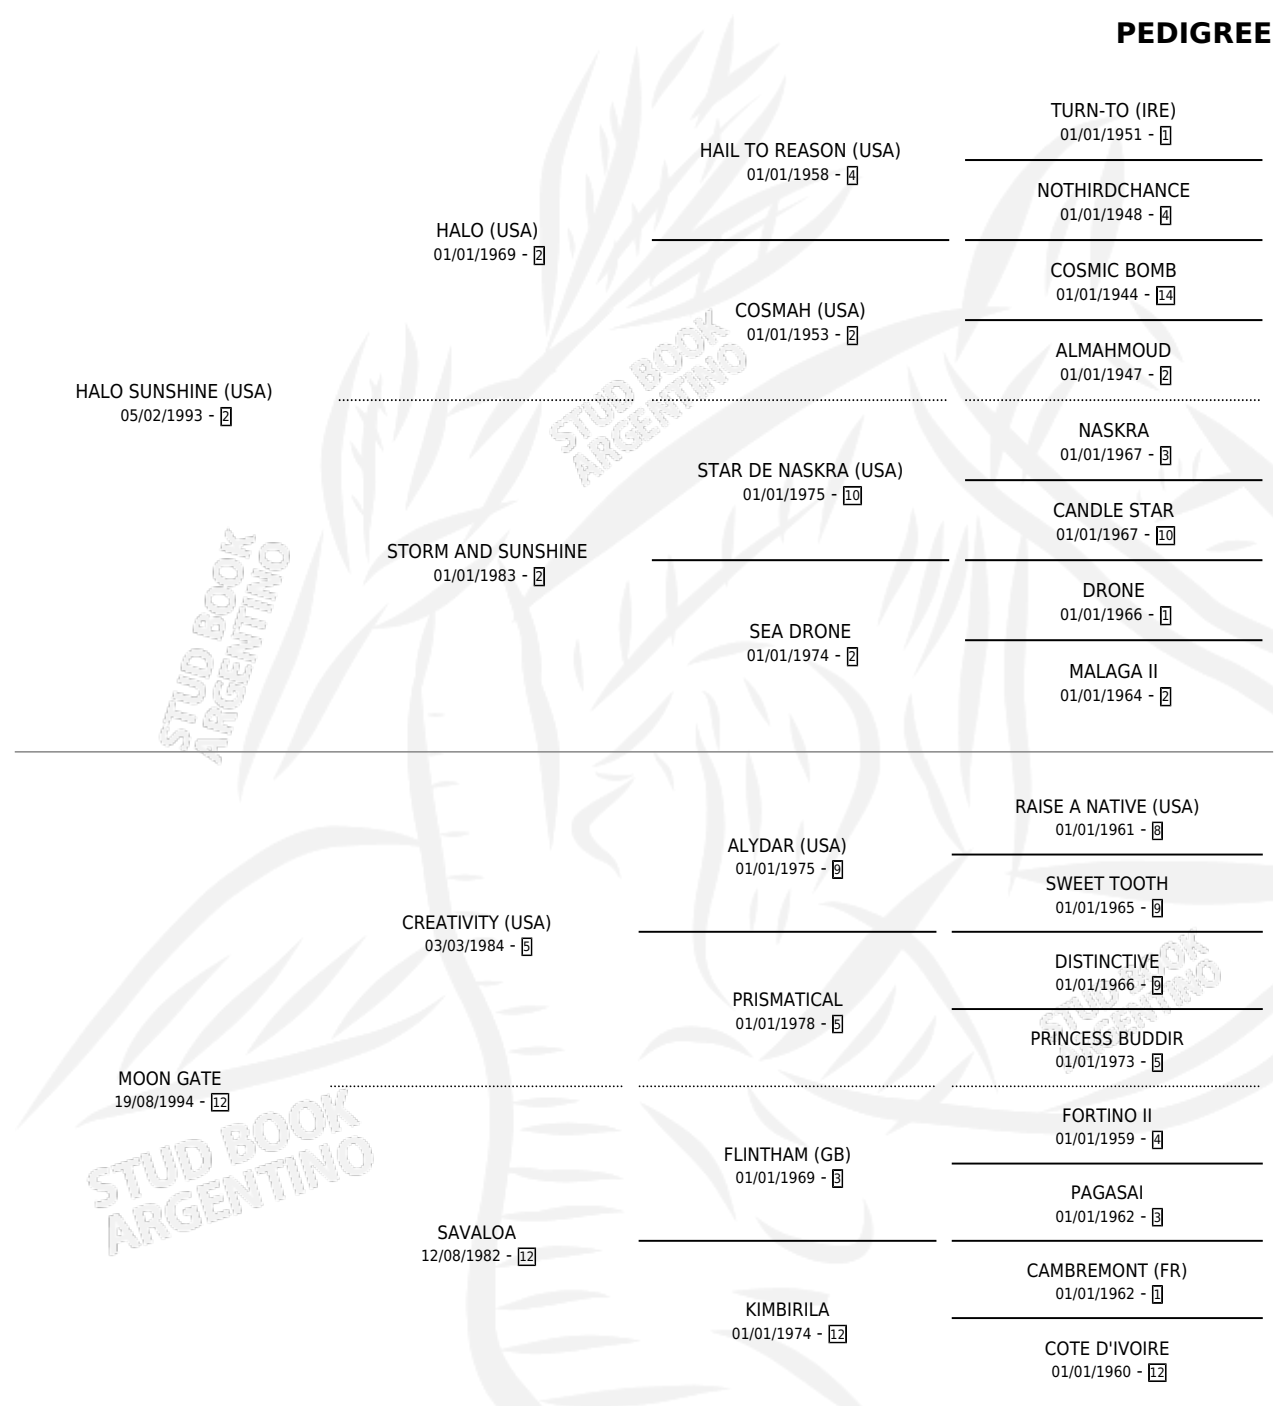 PEDIGREE
TURN-TO (IRE)
01/01/1951 - 1
HAIL TO REASON (USA)
01/01/1958 - 4
NOTHIRDCHANCE
01/01/1948 - 4
HALO (USA)
01/01/1969 - 2
COSMIC BOMB
01/01/1944 - 14
COSMAH (USA)
01/01/1953 - 2
ALMAHMOUD
01/01/1947 - 2
HALO SUNSHINE (USA)
05/02/1993 - 2
NASKRA
01/01/1967 - 3
STAR DE NASKRA (USA)
01/01/1975 - 10
CANDLE STAR
01/01/1967 - 10
STORM AND SUNSHINE
01/01/1983 - 2
DRONE
01/01/1966 - 1
SEA DRONE
01/01/1974 - 2
MALAGA II
01/01/1964 - 2
RAISE A NATIVE (USA)
01/01/1961 - 8
ALYDAR (USA)
01/01/1975 - 9
SWEET TOOTH
01/01/1965 - 9
CREATIVITY (USA)
03/03/1984 - 5
DISTINCTIVE
01/01/1966 - 9
PRISMATICAL
01/01/1978 - 5
PRINCESS BUDDIR
01/01/1973 - 5
MOON GATE
19/08/1994 - 12
FORTINO II
01/01/1959 - 4
FLINTHAM (GB)
01/01/1969 - 3
PAGASAI
01/01/1962 - 3
SAVALOA
12/08/1982 - 12
CAMBREMONT (FR)
01/01/1962 - 1
KIMBIRILA
01/01/1974 - 12
COTE D'IVOIRE
01/01/1960 - 12
STUD BOOK
ARGENTINO
STUD BOOK
ARGENTINO
STUD BOOK
ARGENTINO
STUD BOOK
ARGENTINO